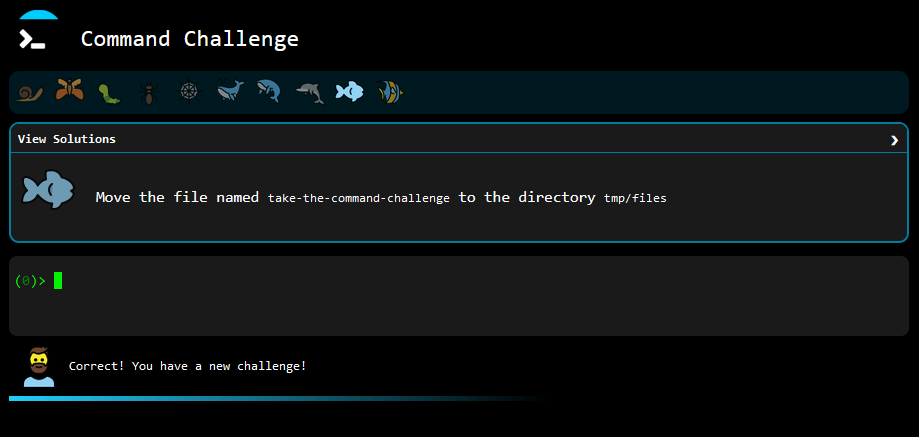 Command Challenge
View Solutions
Move the file named take-the-command-challenge to the directory tmp/files
(0)>
Correct! You have a new challenge!